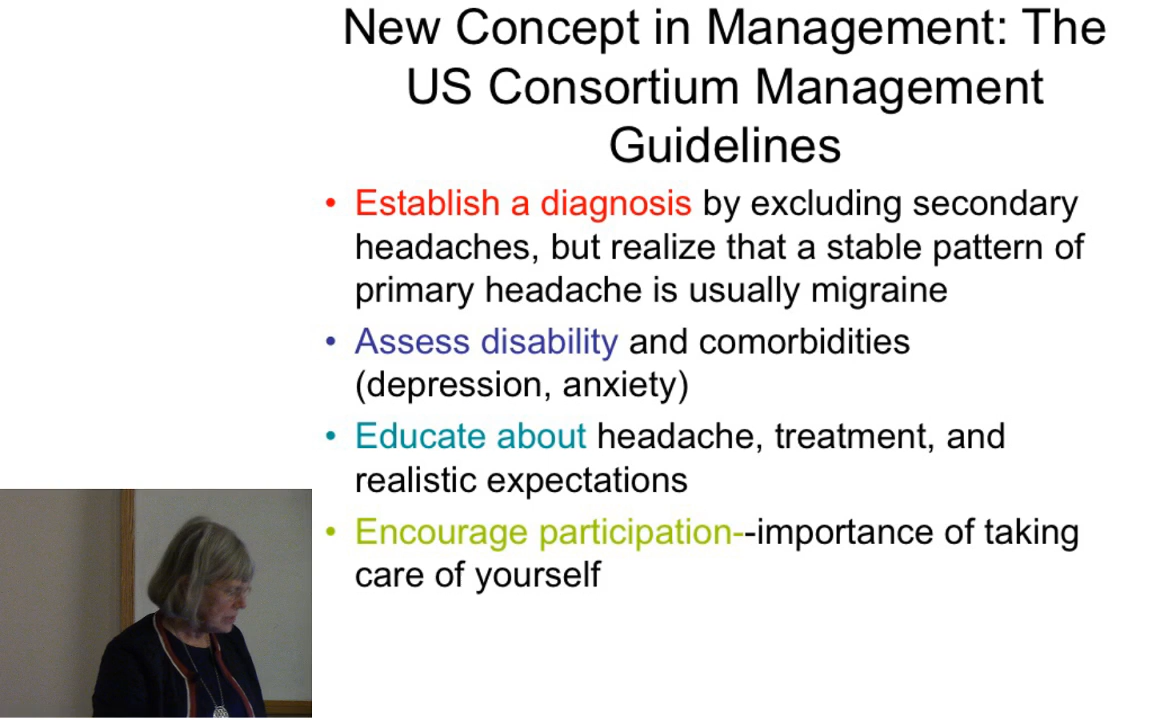 New Concept in Management: The
US Consortium Management
Guidelines
• Establish a diagnosis by excluding secondary
headaches, but realize that a stable pattern of
primary headache is usually migraine
• Assess disability and comorbidities
(depression, anxiety)
• Educate about headache, treatment, and
realistic expectations
• Encourage participation--importance of taking
care of yourself